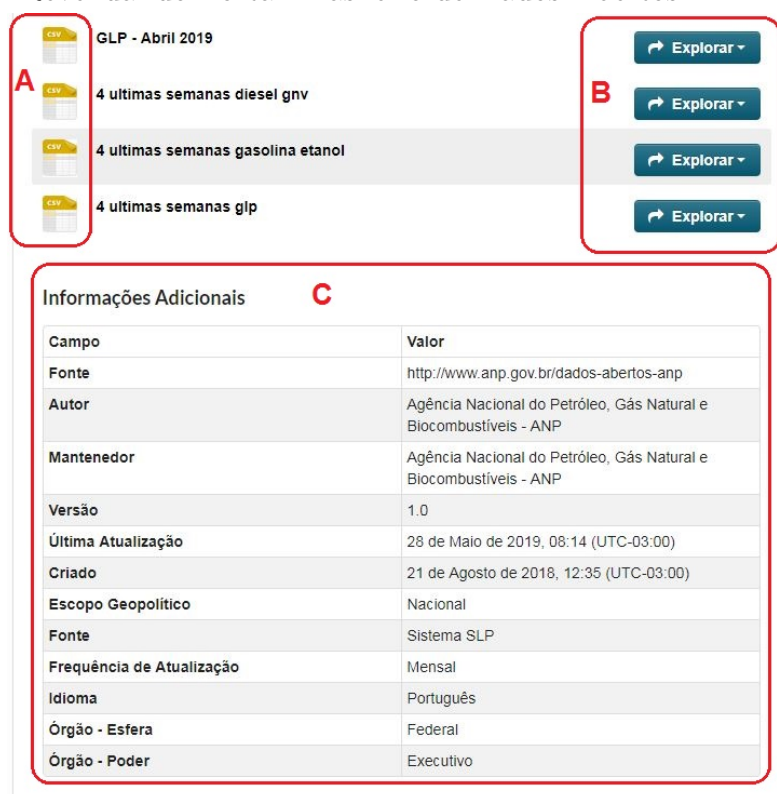 CSV GLP - Abril 2019 Explorar
A
CSV 4 ultimas semanas diesel gnv B Explorar
CSV 4 ultimas semanas gasolina etanol Explorar
CSV 4 ultimas semanas glp Explorar
Informações Adicionais C
Campo Valor
Fonte http://www.anp.gov.br/dados-abertos-anp
Autor Agência Nacional do Petróleo, Gás Natural e
Biocombustíveis - ANP
Mantenedor Agência Nacional do Petróleo, Gás Natural e
Biocombustíveis - ANP
Versão 1.0
Última Atualização 28 de Maio de 2019, 08:14 (UTC-03:00)
Criado 21 de Agosto de 2018, 12:35 (UTC-03:00)
Escopo Geopolítico Nacional
Fonte Sistema SLP
Frequência de Atualização Mensal
Idioma Português
Órgão - Esfera Federal
Órgão - Poder Executivo